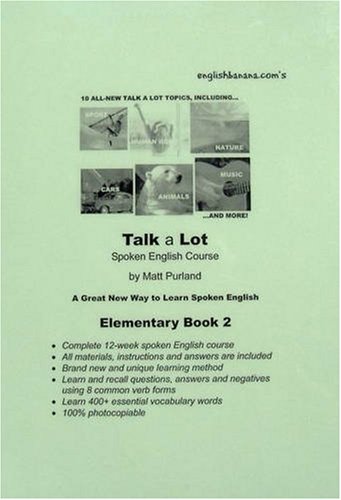 englishbanana.com's
10 ALL-NEW TALK A LOT TOPICS, INCLUDING...
SPORT
HUMAN BODY
NATURE
CARS
ANIMALS
MUSIC
...AND MORE!
Talk a Lot
Spoken English Course
by Matt Purland
A Great New Way to Learn Spoken English
Elementary Book 2
• Complete 12-week spoken English course
• All materials, instructions and answers are included
• Brand new and unique learning method
• Learn and recall questions, answers and negatives
using 8 common verb forms
• Learn 400+ essential vocabulary words
• 100% photocopiable